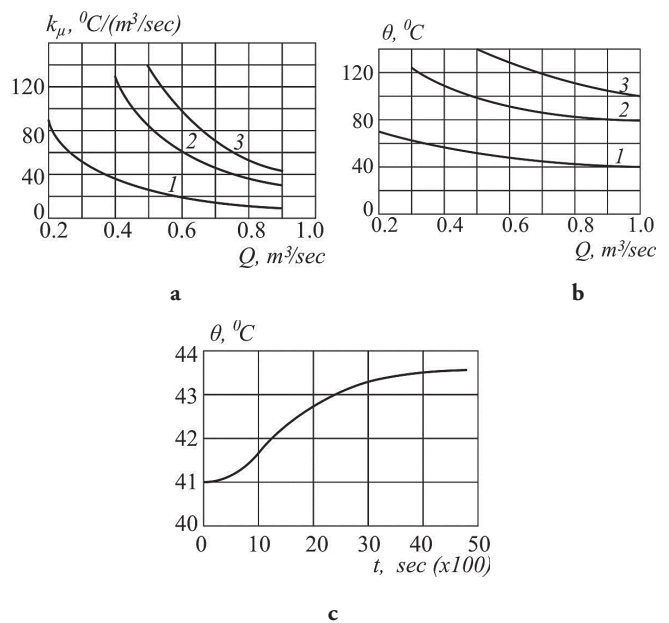 kμ, ⁰C/(m³/sec)
120
80
40
0
0.2 0.4 0.6 0.8 1.0
Q, m³/sec
1
2
3
a
θ, ⁰C
120
80
40
0
0.2 0.4 0.6 0.8 1.0
Q, m³/sec
3
2
1
b
θ, ⁰C
44
43
42
41
40
0 10 20 30 40 50
t, sec (x100)
c